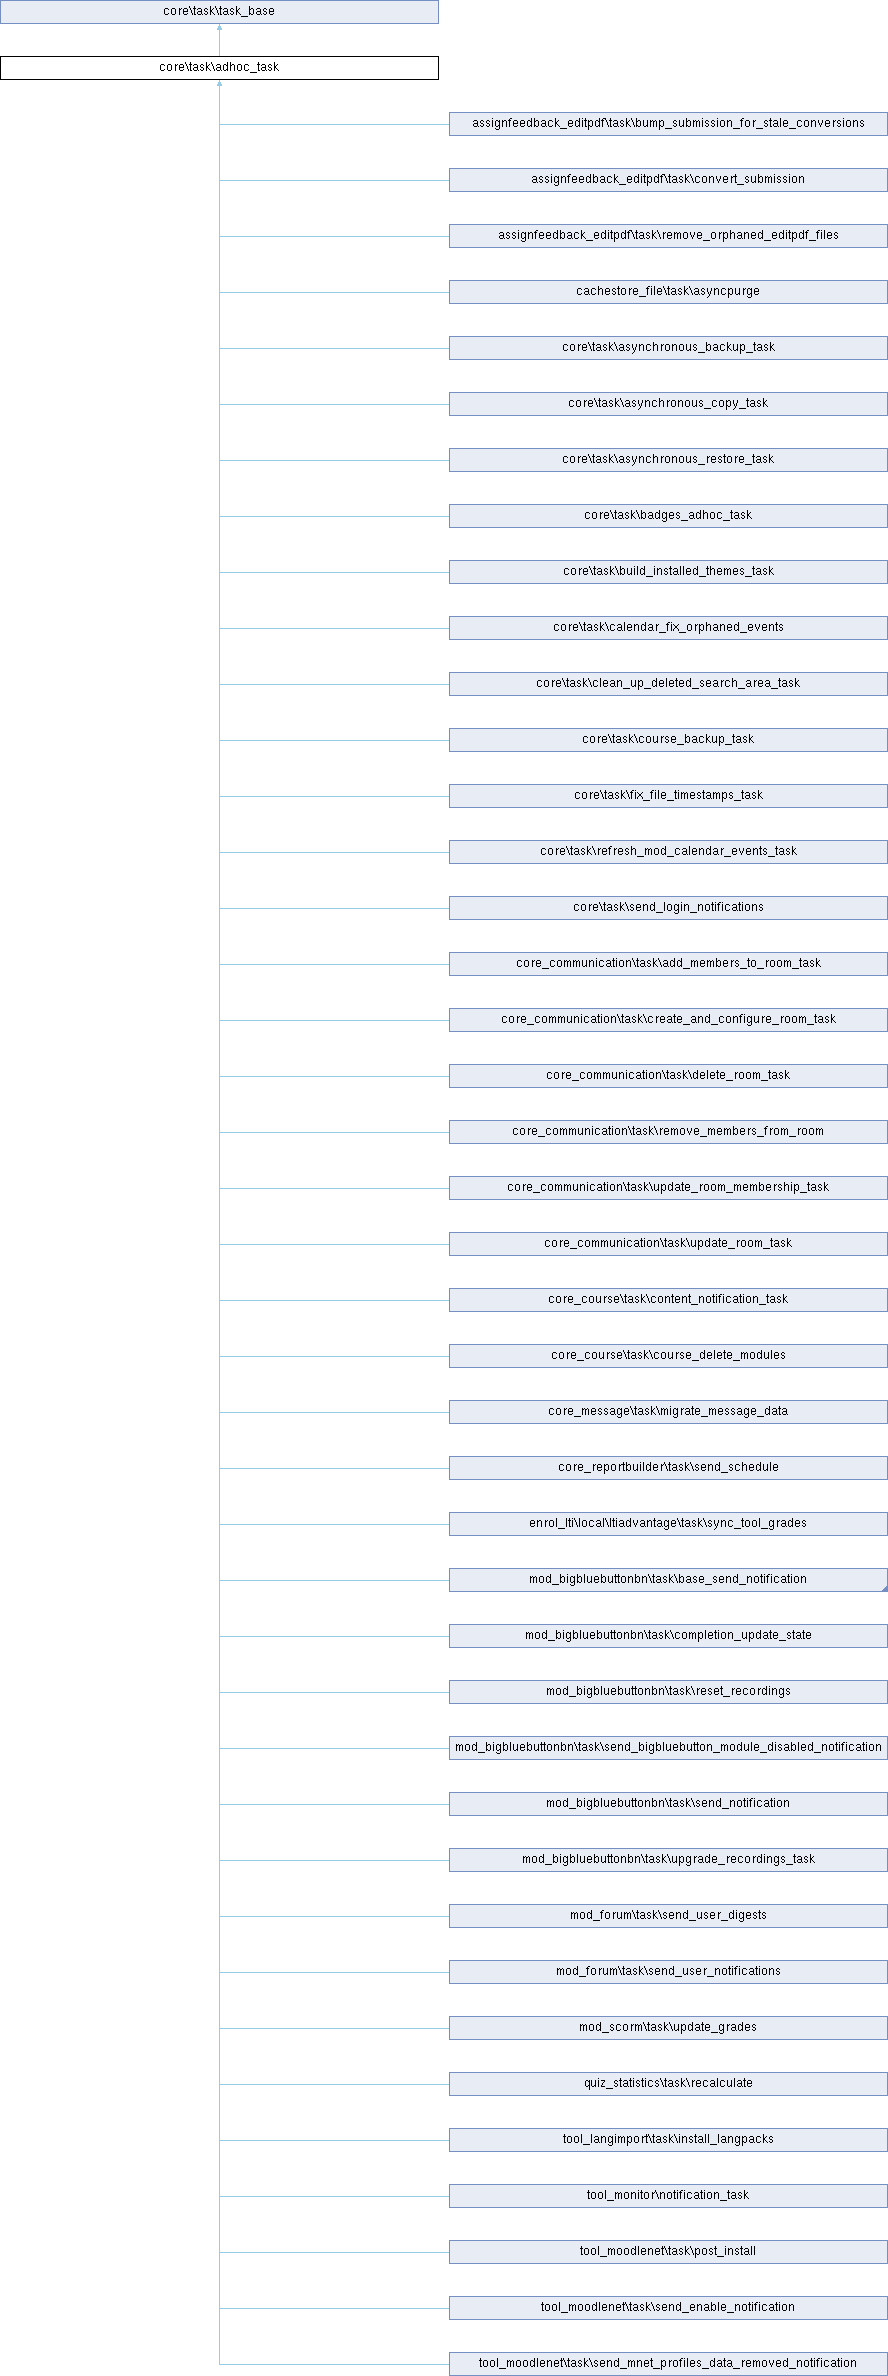 core\task\task_base
core\task\adhoc_task
assignfeedback_editpdf\task\bump_submission_for_stale_conversions
assignfeedback_editpdf\task\convert_submission
assignfeedback_editpdf\task\remove_orphaned_editpdf_files
cachestore_file\task\asyncpurge
core\task\asynchronous_backup_task
core\task\asynchronous_copy_task
core\task\asynchronous_restore_task
core\task\badges_adhoc_task
core\task\build_installed_themes_task
core\task\calendar_fix_orphaned_events
core\task\clean_up_deleted_search_area_task
core\task\course_backup_task
core\task\fix_file_timestamps_task
core\task\refresh_mod_calendar_events_task
core\task\send_login_notifications
core_communication\task\add_members_to_room_task
core_communication\task\create_and_configure_room_task
core_communication\task\delete_room_task
core_communication\task\remove_members_from_room
core_communication\task\update_room_membership_task
core_communication\task\update_room_task
core_course\task\content_notification_task
core_course\task\course_delete_modules
core_message\task\migrate_message_data
core_reportbuilder\task\send_schedule
enrol_lti\local\ltiadvantage\task\sync_tool_grades
mod_bigbluebuttonbn\task\base_send_notification
mod_bigbluebuttonbn\task\completion_update_state
mod_bigbluebuttonbn\task\reset_recordings
mod_bigbluebuttonbn\task\send_bigbluebutton_module_disabled_notification
mod_bigbluebuttonbn\task\send_notification
mod_bigbluebuttonbn\task\upgrade_recordings_task
mod_forum\task\send_user_digests
mod_forum\task\send_user_notifications
mod_scorm\task\update_grades
quiz_statistics\task\recalculate
tool_langimport\task\install_langpacks
tool_monitor\notification_task
tool_moodlenet\task\post_install
tool_moodlenet\task\send_enable_notification
tool_moodlenet\task\send_mnet_profiles_data_removed_notification